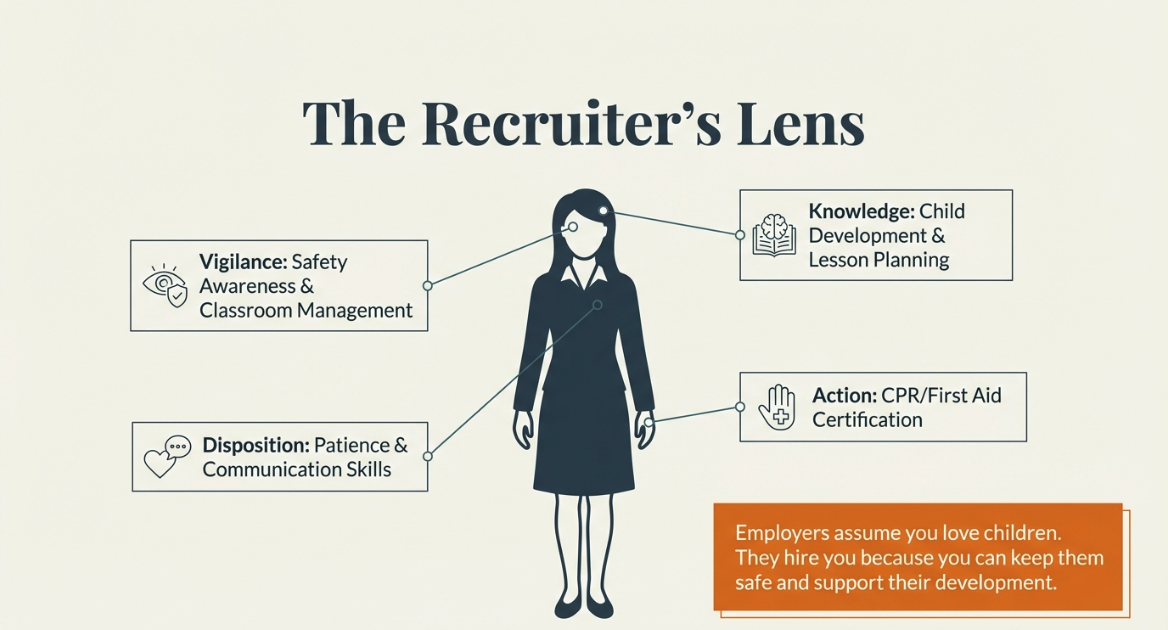 The Recruiter’s Lens
Vigilance: Safety
Awareness &
Classroom Management
Knowledge: Child
Development &
Lesson Planning
Disposition: Patience &
Communication Skills
Action: CPR/First Aid
Certification
Employers assume you love children.
They hire you because you can keep them
safe and support their development.